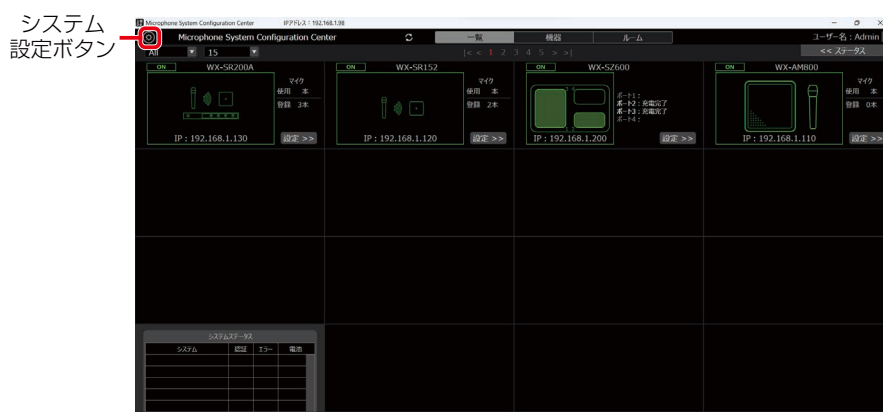 システム
設定ボタン
Microphone System Configuration Center IPアドレス：192.168.1.98
Microphone System Configuration Center 一覧 機器 ルーム ユーザー名：Admin
All 15 |< < 1 2 3 4 5 > >| << ステータス
ON WX-SR200A
マイク
使用 本
登録 3本
IP : 192.168.1.130 設定 >>
ON WX-SR152
マイク
使用 本
登録 2本
IP : 192.168.1.120 設定 >>
ON WX-SZ600
ポート1：
ポート2：充電完了
ポート3：充電完了
ポート4：
IP : 192.168.1.200 設定 >>
ON WX-AM800
マイク
使用 本
登録 0本
IP : 192.168.1.110 設定 >>
システムステータス
システム 認証 エラー 電池